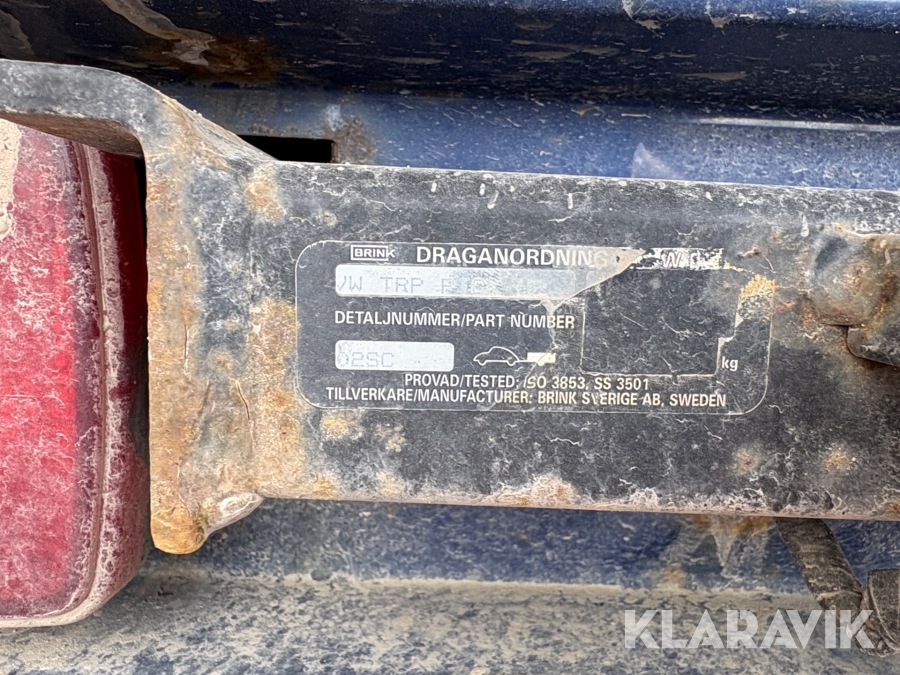 BRINK DRAGANORDNING
VW TRP
DETALJNUMMER/PART NUMBER
02SC
kg
PROVAD/TESTED: ISO 3853, SS 3501
TILLVERKARE/MANUFACTURER: BRINK SVERIGE AB, SWEDEN
KLARAVIK